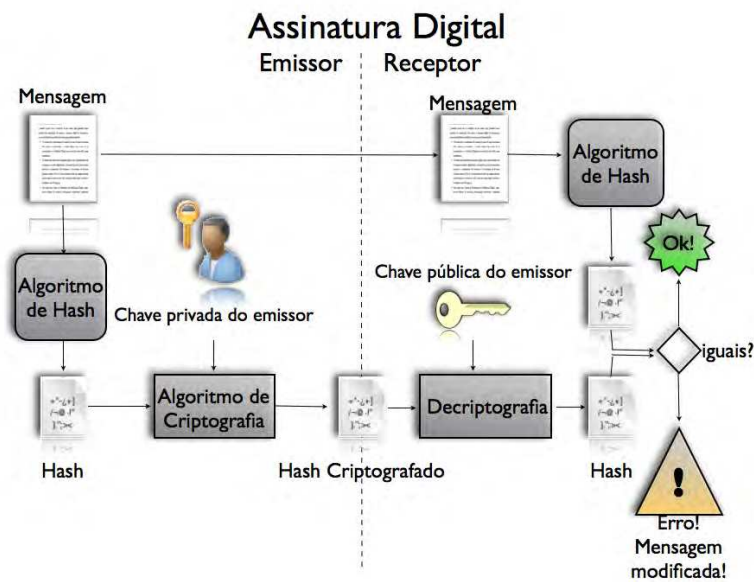 Assinatura Digital
Emissor
Receptor
Mensagem
Mensagem
Algoritmo
de Hash
Algoritmo
de Hash
Chave privada do emissor
Chave pública do emissor
Ok!
iguais?
Algoritmo de
Criptografia
Decriptografia
Hash
Hash Criptografado
Hash
!
Erro!
Mensagem
modificada!